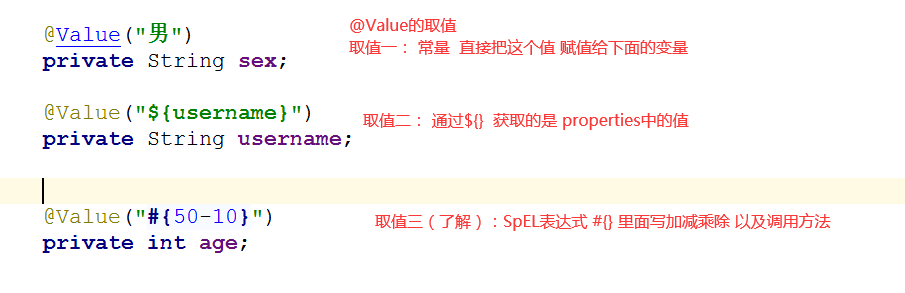 @Value("男")
@Value的取值
取值一： 常量  直接把这个值 赋值给下面的变量
private String sex;
@Value("${username}")
取值二： 通过${}  获取的是 properties中的值
private String username;
@Value("#{50-10}")
取值三（了解）：SpEL表达式 #{} 里面写加减乘除 以及调用方法
private int age;